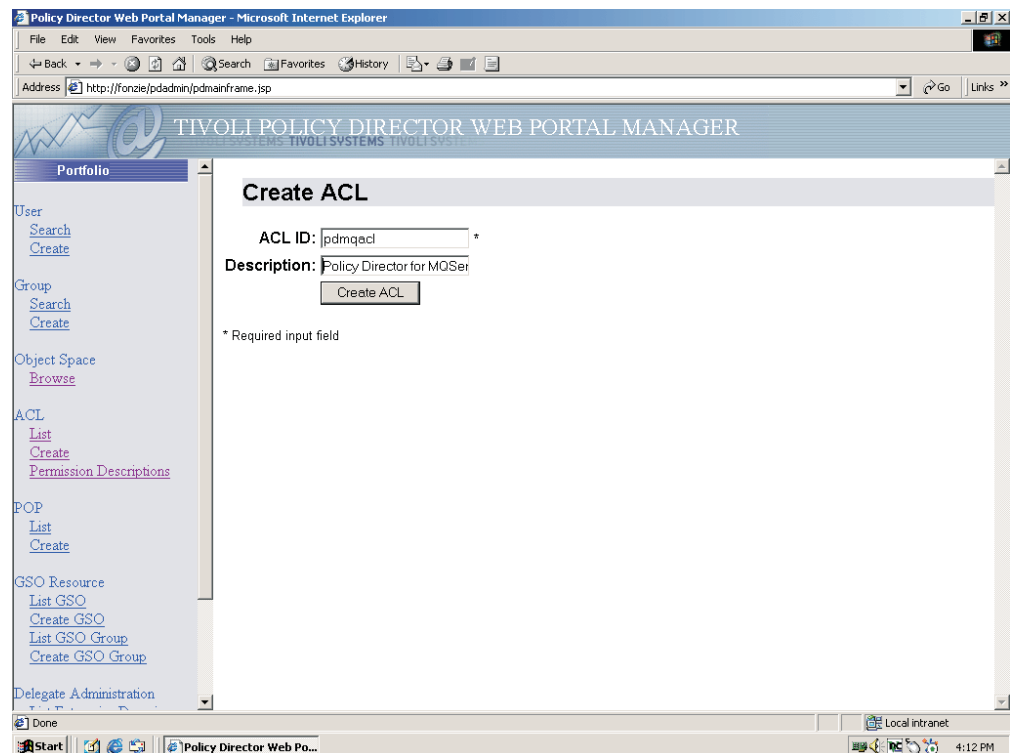 Policy Director Web Portal Manager - Microsoft Internet Explorer
File Edit View Favorites Tools Help
Back Search Favorites History
Address http://fonzie/pdadmin/pdmainframe.jsp Go Links »
TIVOLI POLICY DIRECTOR WEB PORTAL MANAGER
TIVOLI SYSTEMS
Portfolio
User
Search
Create
Group
Search
Create
Object Space
Browse
ACL
List
Create
Permission Descriptions
POP
List
Create
GSO Resource
List GSO
Create GSO
List GSO Group
Create GSO Group
Delegate Administration
Create ACL
ACL ID: pdmqacl *
Description: Policy Director for MQSer
Create ACL
* Required input field
Done Local intranet
Start Policy Director Web Po... 4:12 PM